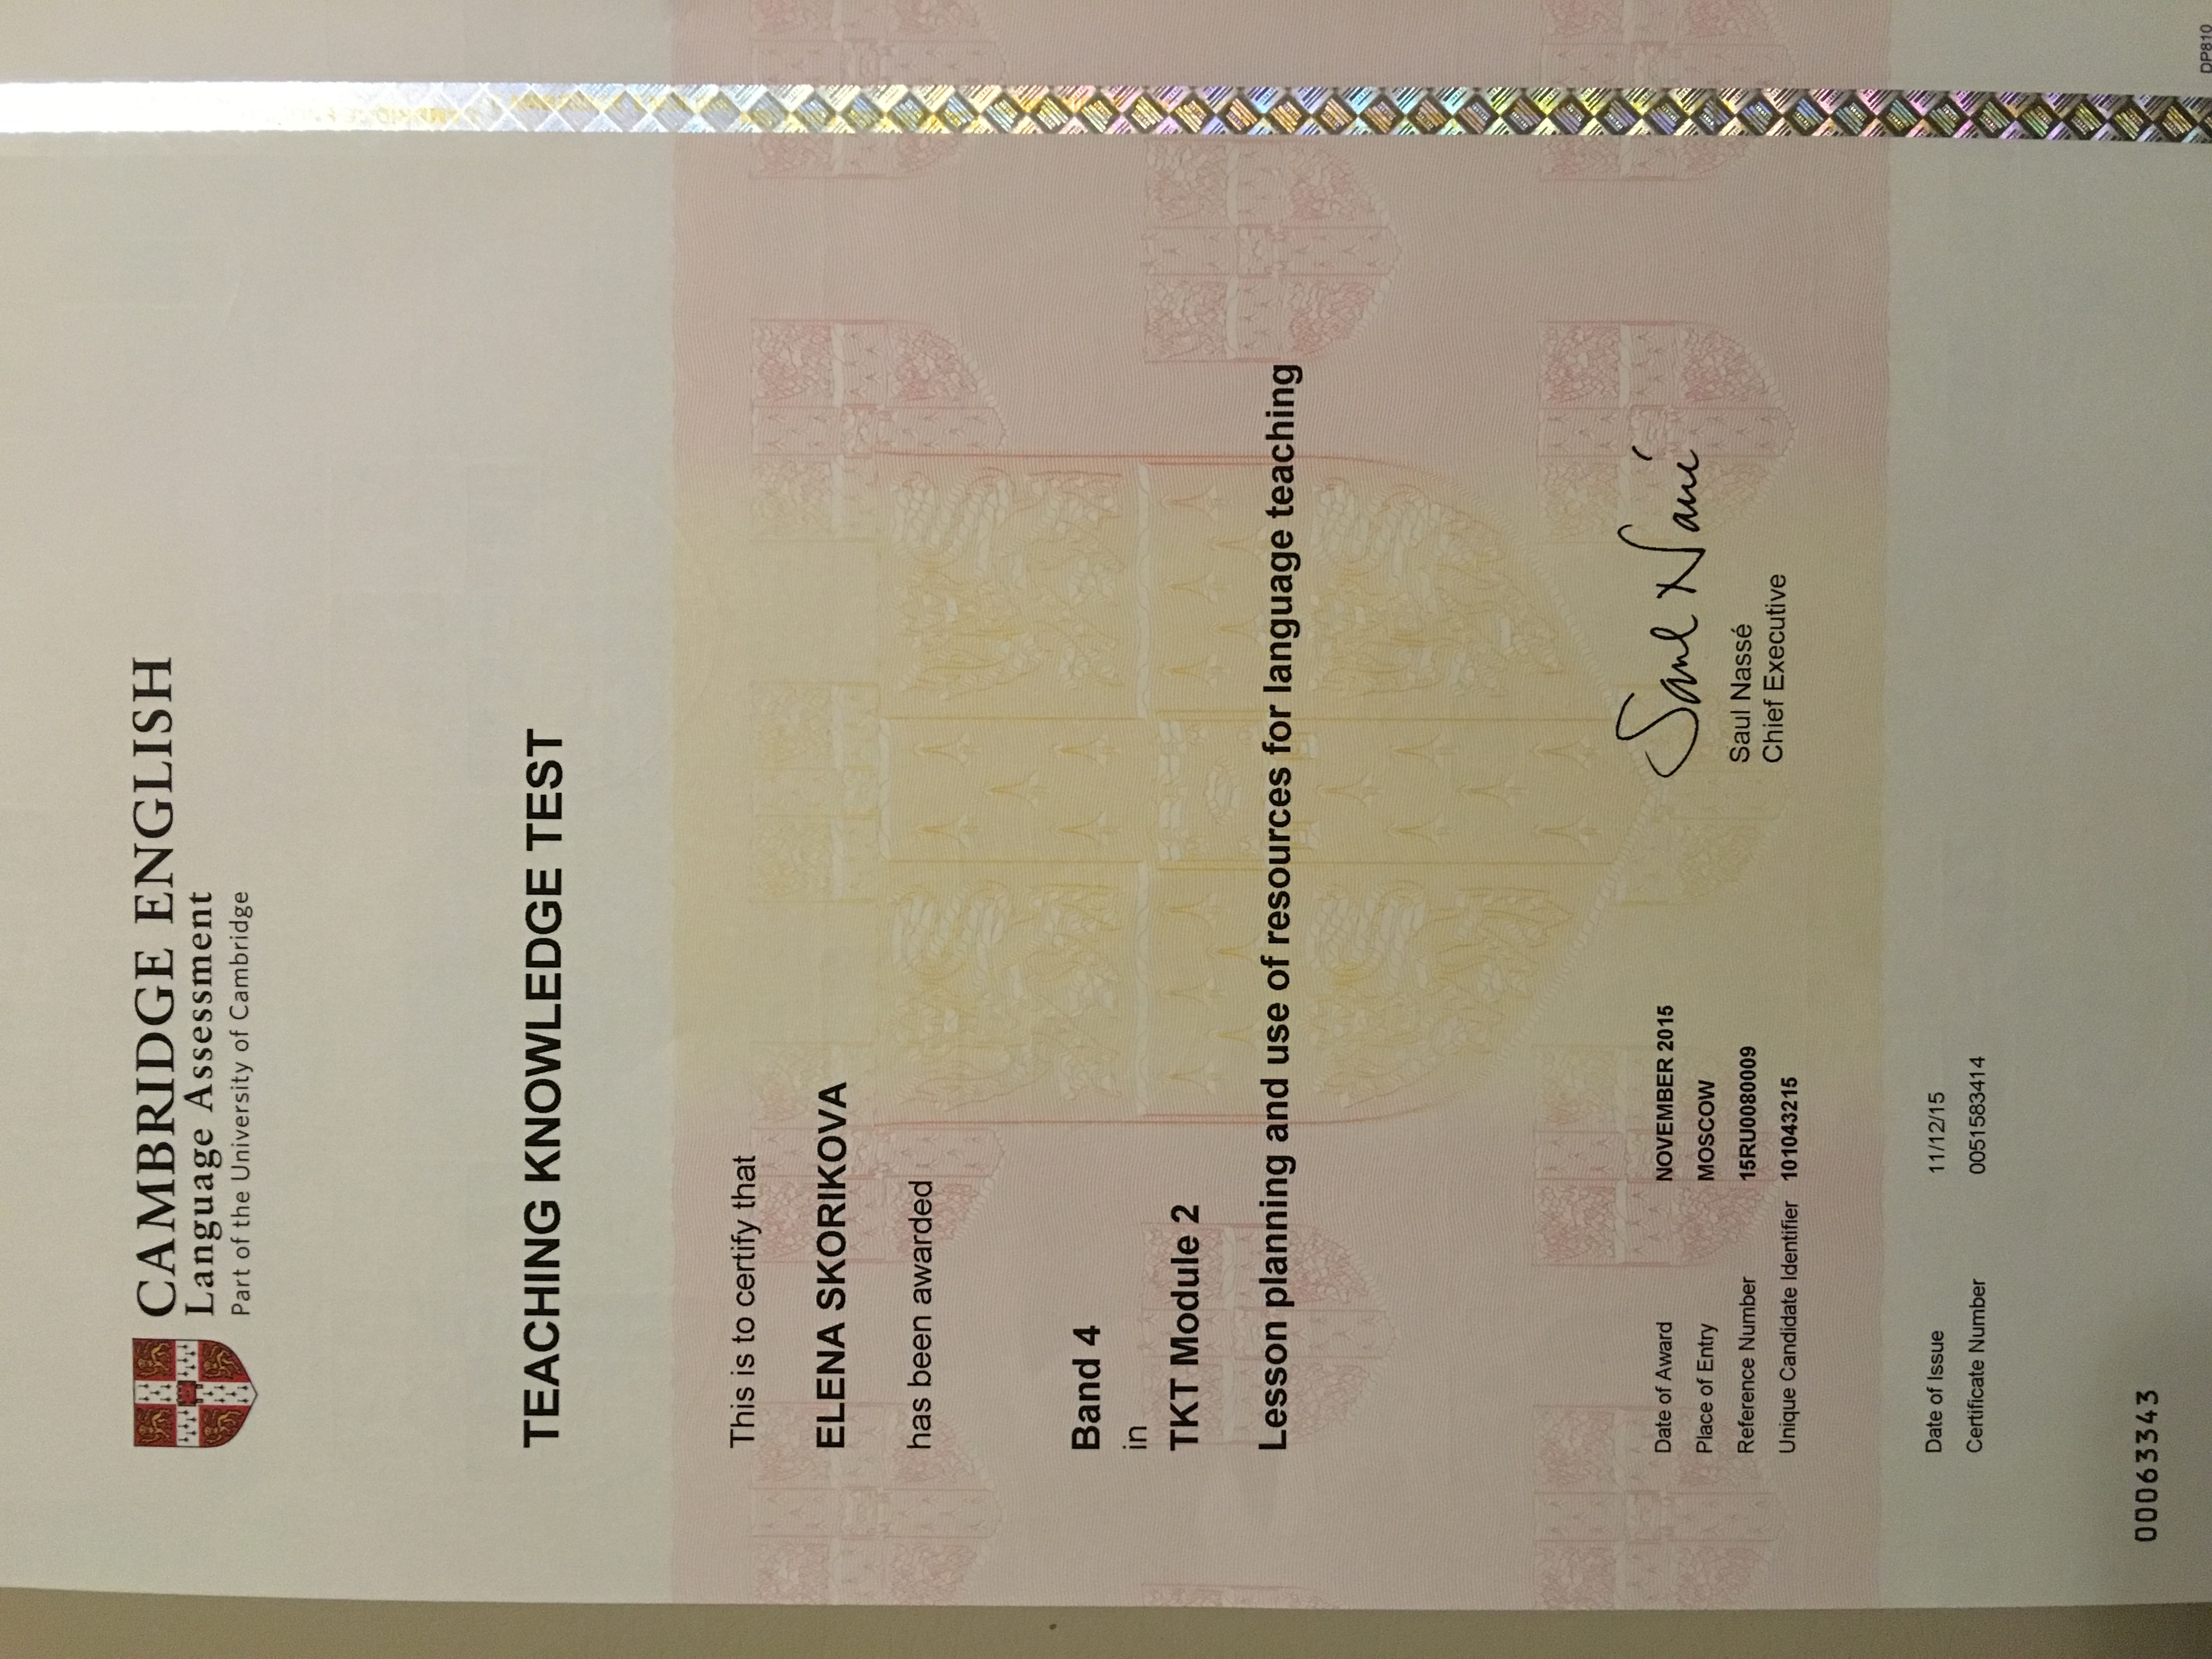 CAMBRIDGE ENGLISH
Language Assessment
Part of the University of Cambridge
TEACHING KNOWLEDGE TEST
This is to certify that
ELENA SKORIKOVA
has been awarded
Band 4
in
TKT Module 2
Lesson planning and use of resources for language teaching
Saul Nassé
Saul Nassé
Chief Executive
Date of Award NOVEMBER 2015
Place of Entry MOSCOW
Reference Number 15RU0080009
Unique Candidate Identifier 101043215
Date of Issue 11/12/15
Certificate Number 0051583414
00063343
DP810